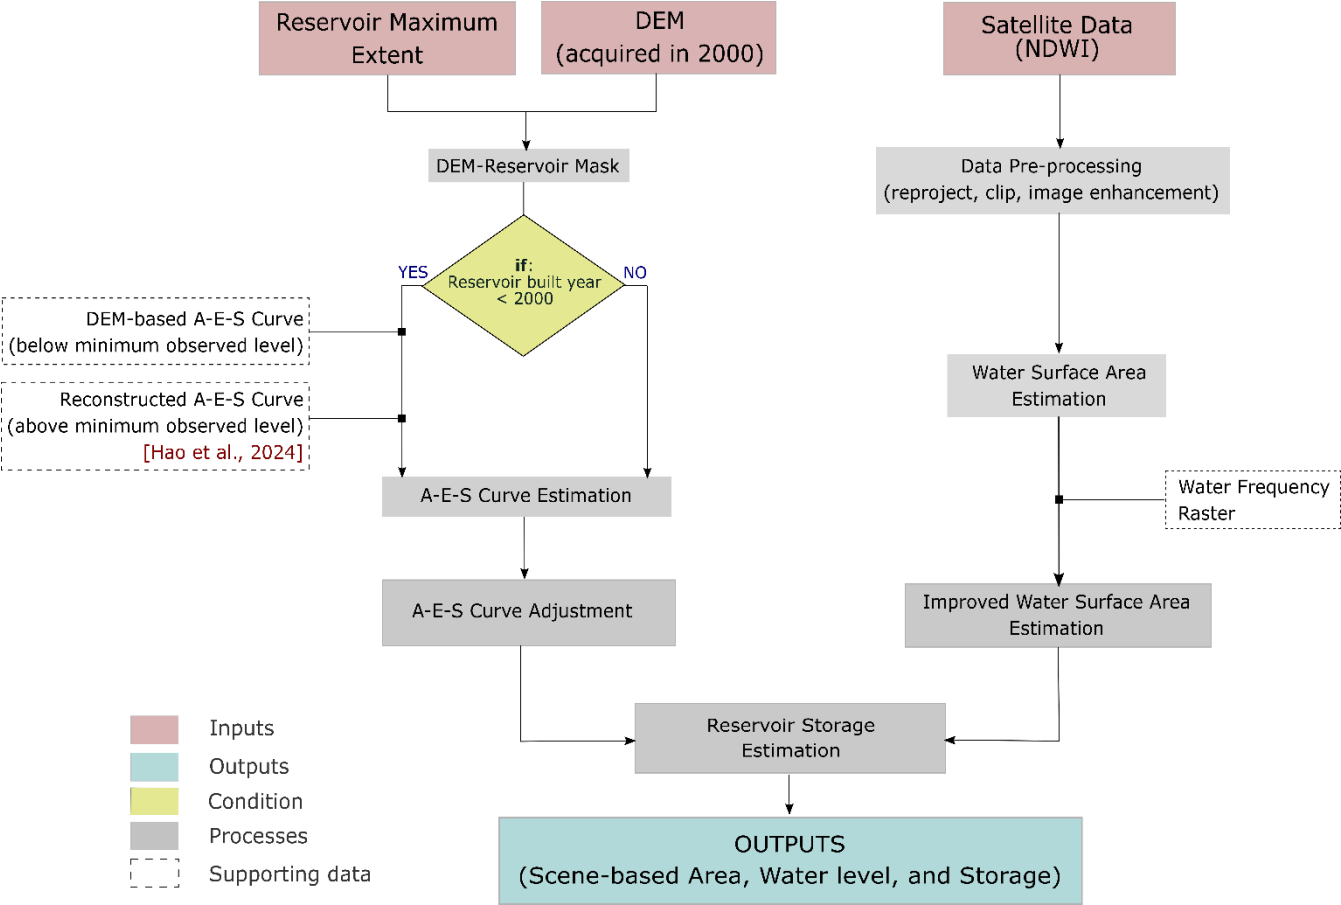 Reservoir Maximum
Extent
DEM
(acquired in 2000)
Satellite Data
(NDWI)
DEM-Reservoir Mask
Data Pre-processing
(reproject, clip, image enhancement)
if:
Reservoir built year
< 2000
YES
NO
DEM-based A-E-S Curve
(below minimum observed level)
Reconstructed A-E-S Curve
(above minimum observed level)
[Hao et al., 2024]
Water Surface Area
Estimation
A-E-S Curve Estimation
Water Frequency
Raster
A-E-S Curve Adjustment
Improved Water Surface Area
Estimation
Reservoir Storage
Estimation
OUTPUTS
(Scene-based Area, Water level, and Storage)
Inputs
Outputs
Condition
Processes
Supporting data